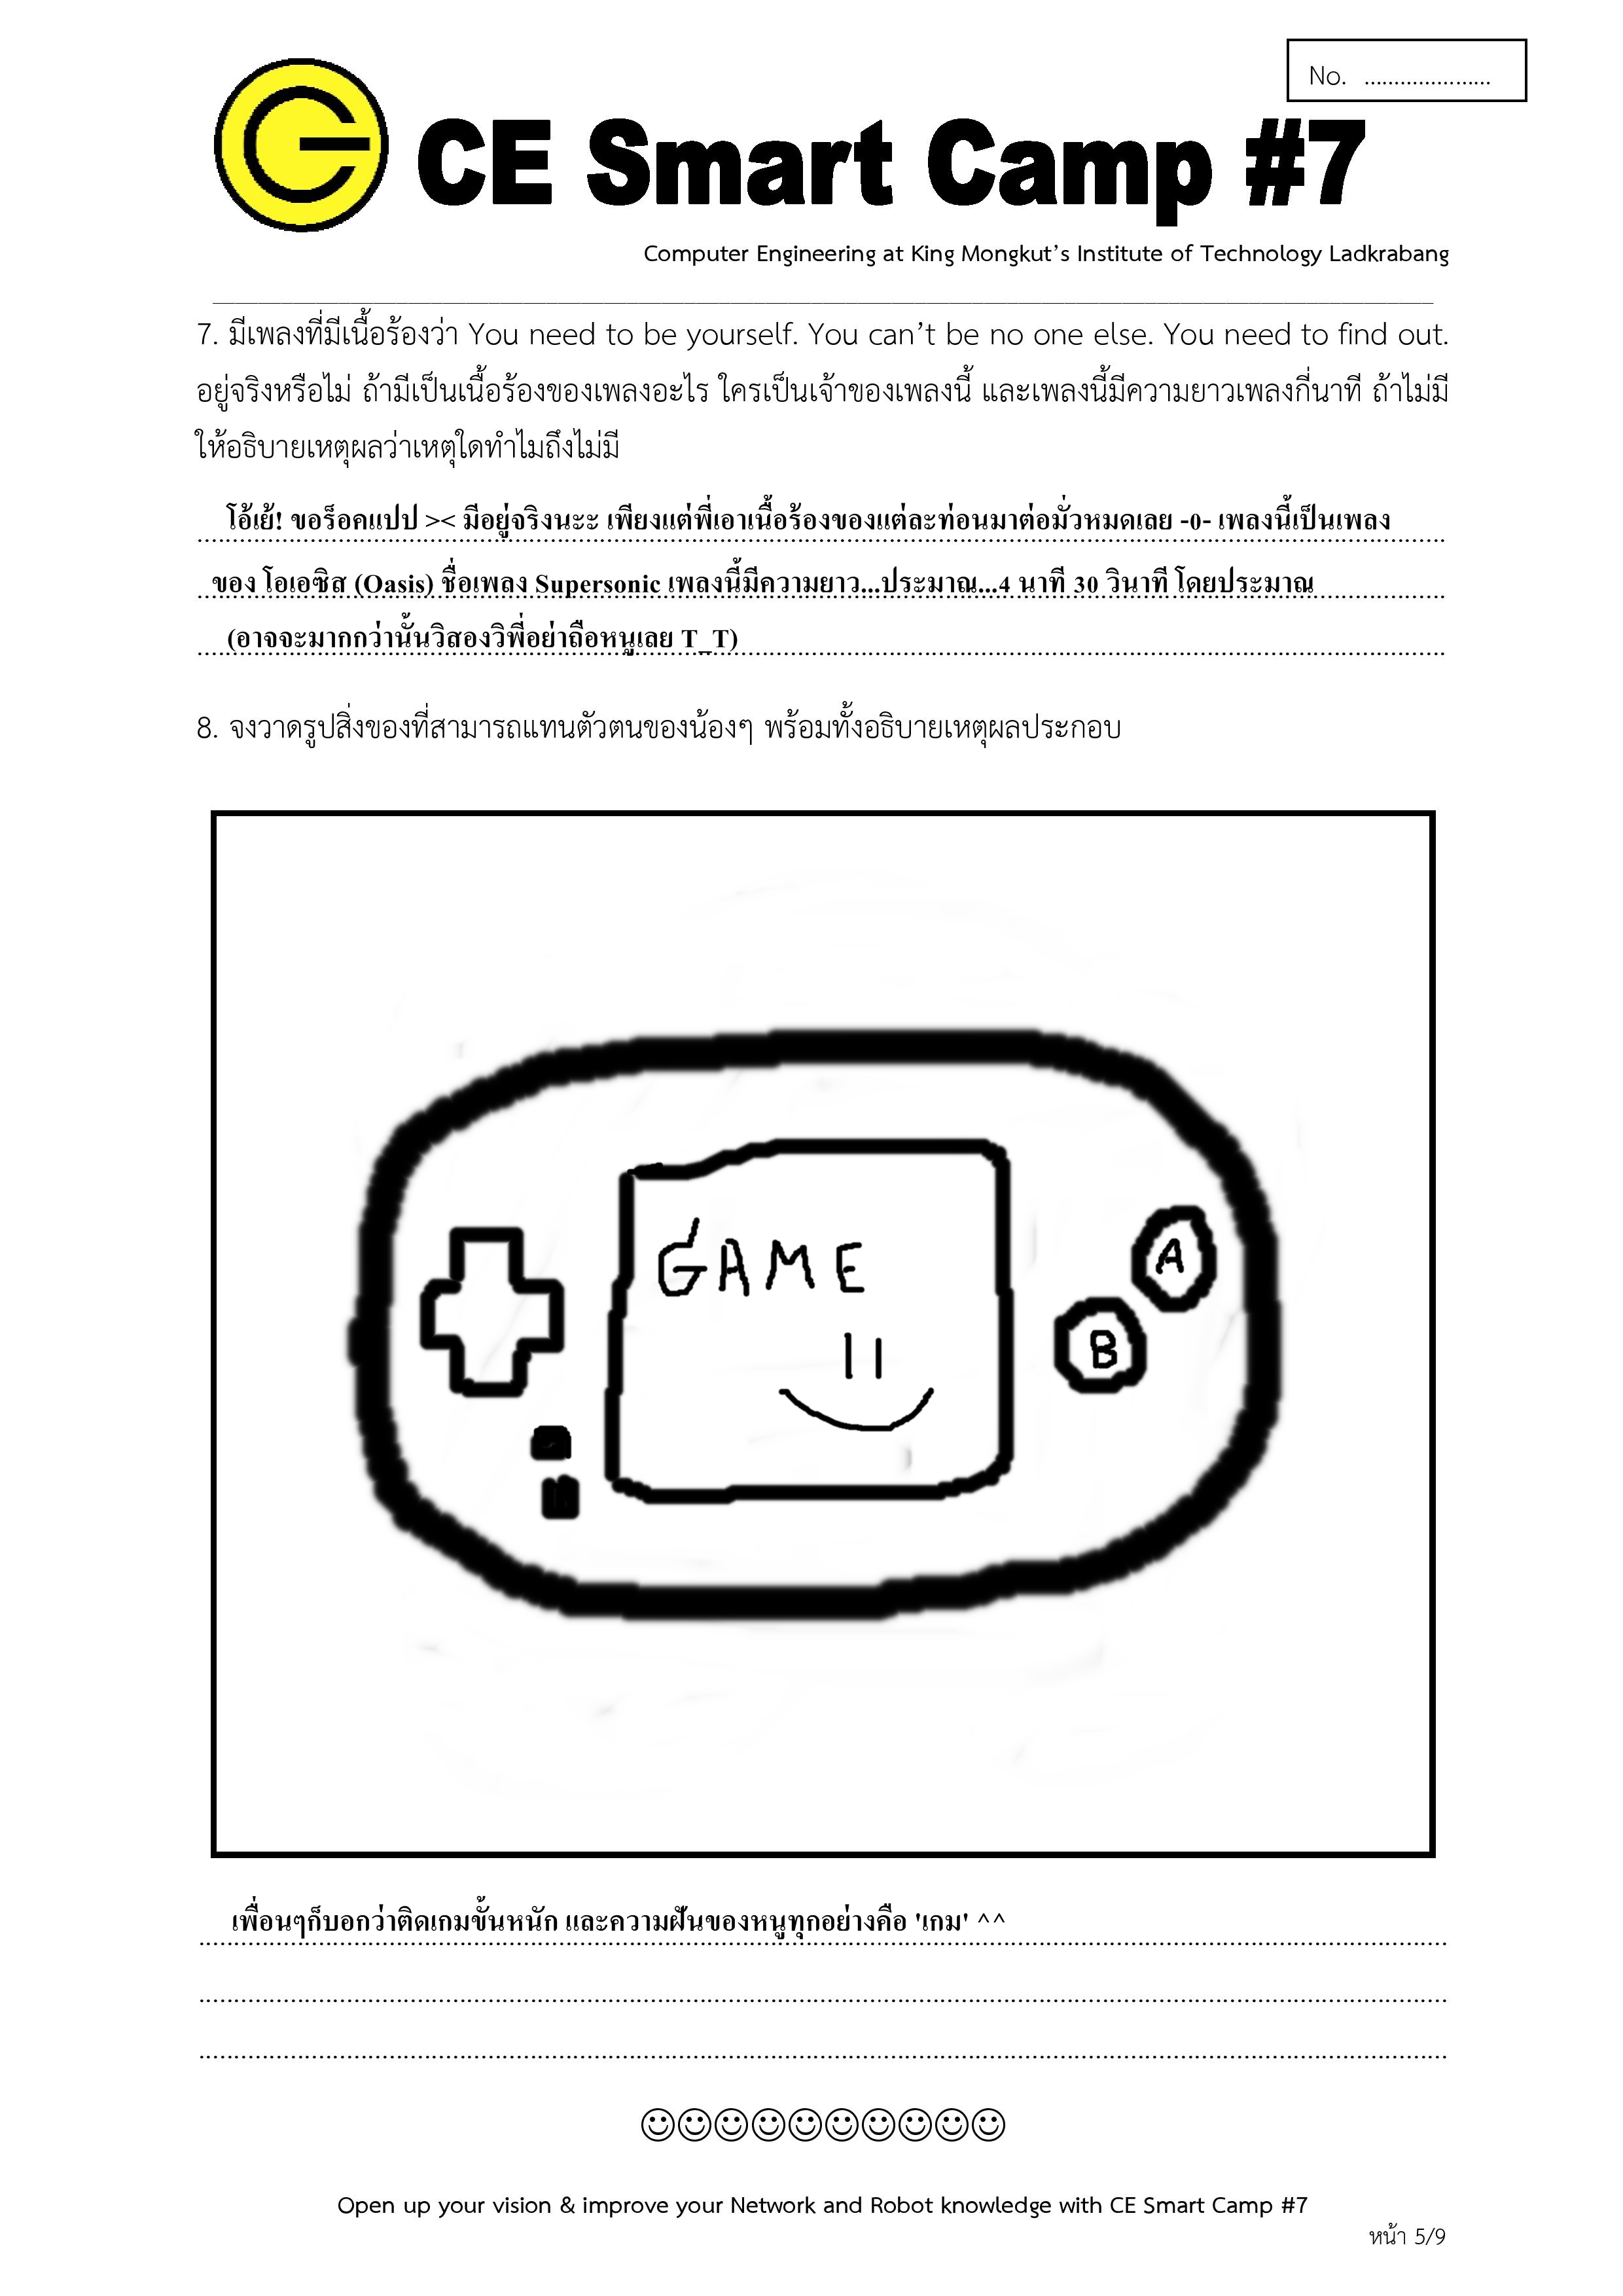 No. .....................
CE Smart Camp #7
Computer Engineering at King Mongkut’s Institute of Technology Ladkrabang
7. มีเพลงที่มีเนื้อร้องว่า You need to be yourself. You can’t be no one else. You need to find out.
อยู่จริงหรือไม่ ถ้ามีเป็นเนื้อร้องของเพลงอะไร ใครเป็นเจ้าของเพลงนี้ และเพลงนี้มีความยาวเพลงกี่นาที ถ้าไม่มี
ให้อธิบายเหตุผลว่าเหตุใดทำไมถึงไม่มี
โอ้เย้! ขอร็อคแปป >< มีอยู่จริงนะะ เพียงแต่พี่เอาเนื้อร้องของแต่ละท่อนมาต่อมั่วหมดเลย -0- เพลงนี้เป็นเพลง
ของ โอเอซิส (Oasis) ชื่อเพลง Supersonic เพลงนี้มีความยาว...ประมาณ...4 นาที 30 วินาที โดยประมาณ
(อาจจะมากกว่านั้นวิสองวิพี่อย่าถือหนูเลย T_T)
8. จงวาดรูปสิ่งของที่สามารถแทนตัวตนของน้องๆ พร้อมทั้งอธิบายเหตุผลประกอบ
GAME
A
B
เพื่อนๆก็บอกว่าติดเกมขั้นหนัก และความฝันของหนูทุกอย่างคือ 'เกม' ^^
Open up your vision & improve your Network and Robot knowledge with CE Smart Camp #7
หน้า 5/9